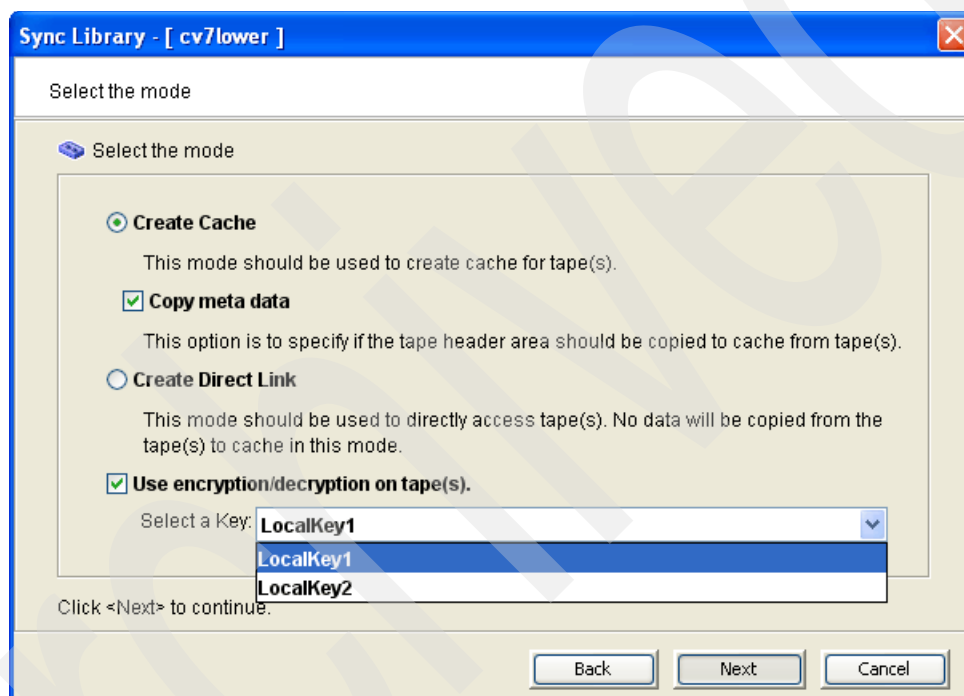 Sync Library - [ cv7lower ]
Select the mode
Select the mode
Create Cache
This mode should be used to create cache for tape(s).
Copy meta data
This option is to specify if the tape header area should be copied to cache from tape(s).
Create Direct Link
This mode should be used to directly access tape(s). No data will be copied from the
tape(s) to cache in this mode.
Use encryption/decryption on tape(s).
Select a Key: LocalKey1
LocalKey1
LocalKey2
Click <Next> to continue.
Back Next Cancel